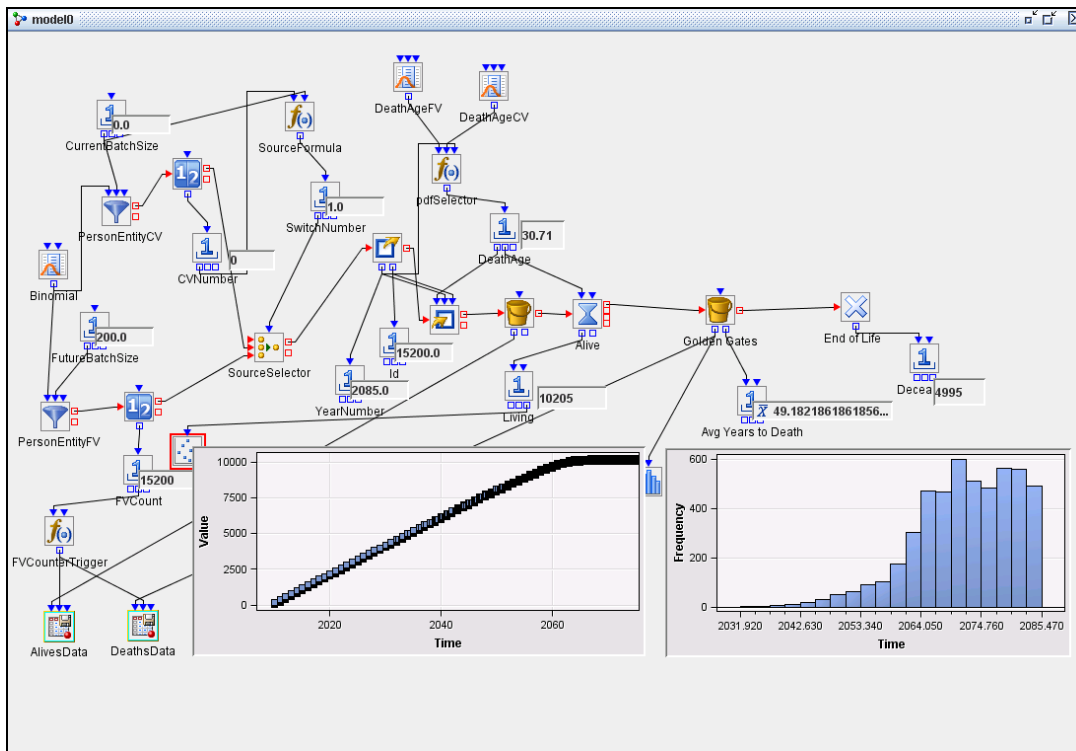 model0
DeathAgeFV
DeathAgeCV
0.0
CurrentBatchSize
SourceFormula
pdfSelector
1.0
SwitchNumber
PersonEntityCV
30.71
DeathAge
0
CVNumber
Binomial
200.0
FutureBatchSize
SourceSelector
15200.0
Id
Alive
Golden Gates
End of Life
2085.0
YearNumber
10205
Living
Decea
4995
49.1821861861856...
Avg Years to Death
PersonEntityFV
15200
FVCount
FVCounterTrigger
AlivesData
DeathsData
Value
10000
7500
5000
2500
0
2020
2040
2060
Time
Frequency
600
400
200
0
2031.920
2042.630
2053.340
2064.050
2074.760
2085.470
Time